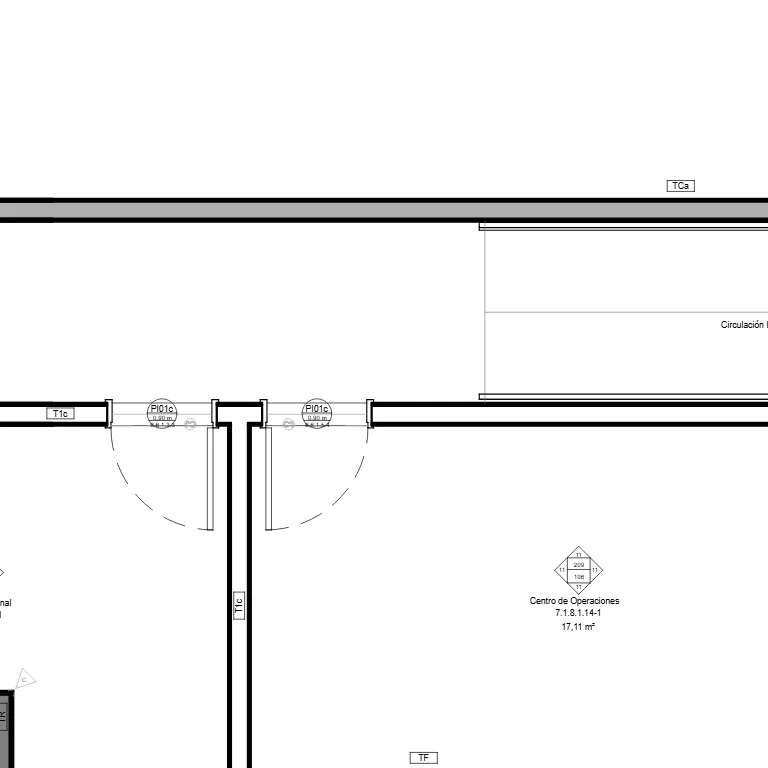 TCa
Circulación
T1c
PI01c
0,90 m
PI01c
0,90 m
11
209
11
11
106
11
Centro de Operaciones
7.1.8.1.14-1
17,11 m²
T1c
nal
C
TR
TF